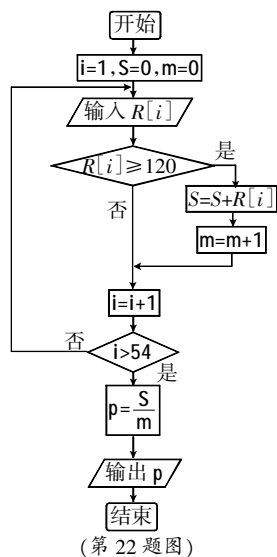 开始
i=1,S=0,m=0
输入 R[i]
R[i]≥120
是
否
S=S+R[i]
m=m+1
i=i+1
否
i>54
是
p=S/m
输出 p
结束
(第 22 题图)